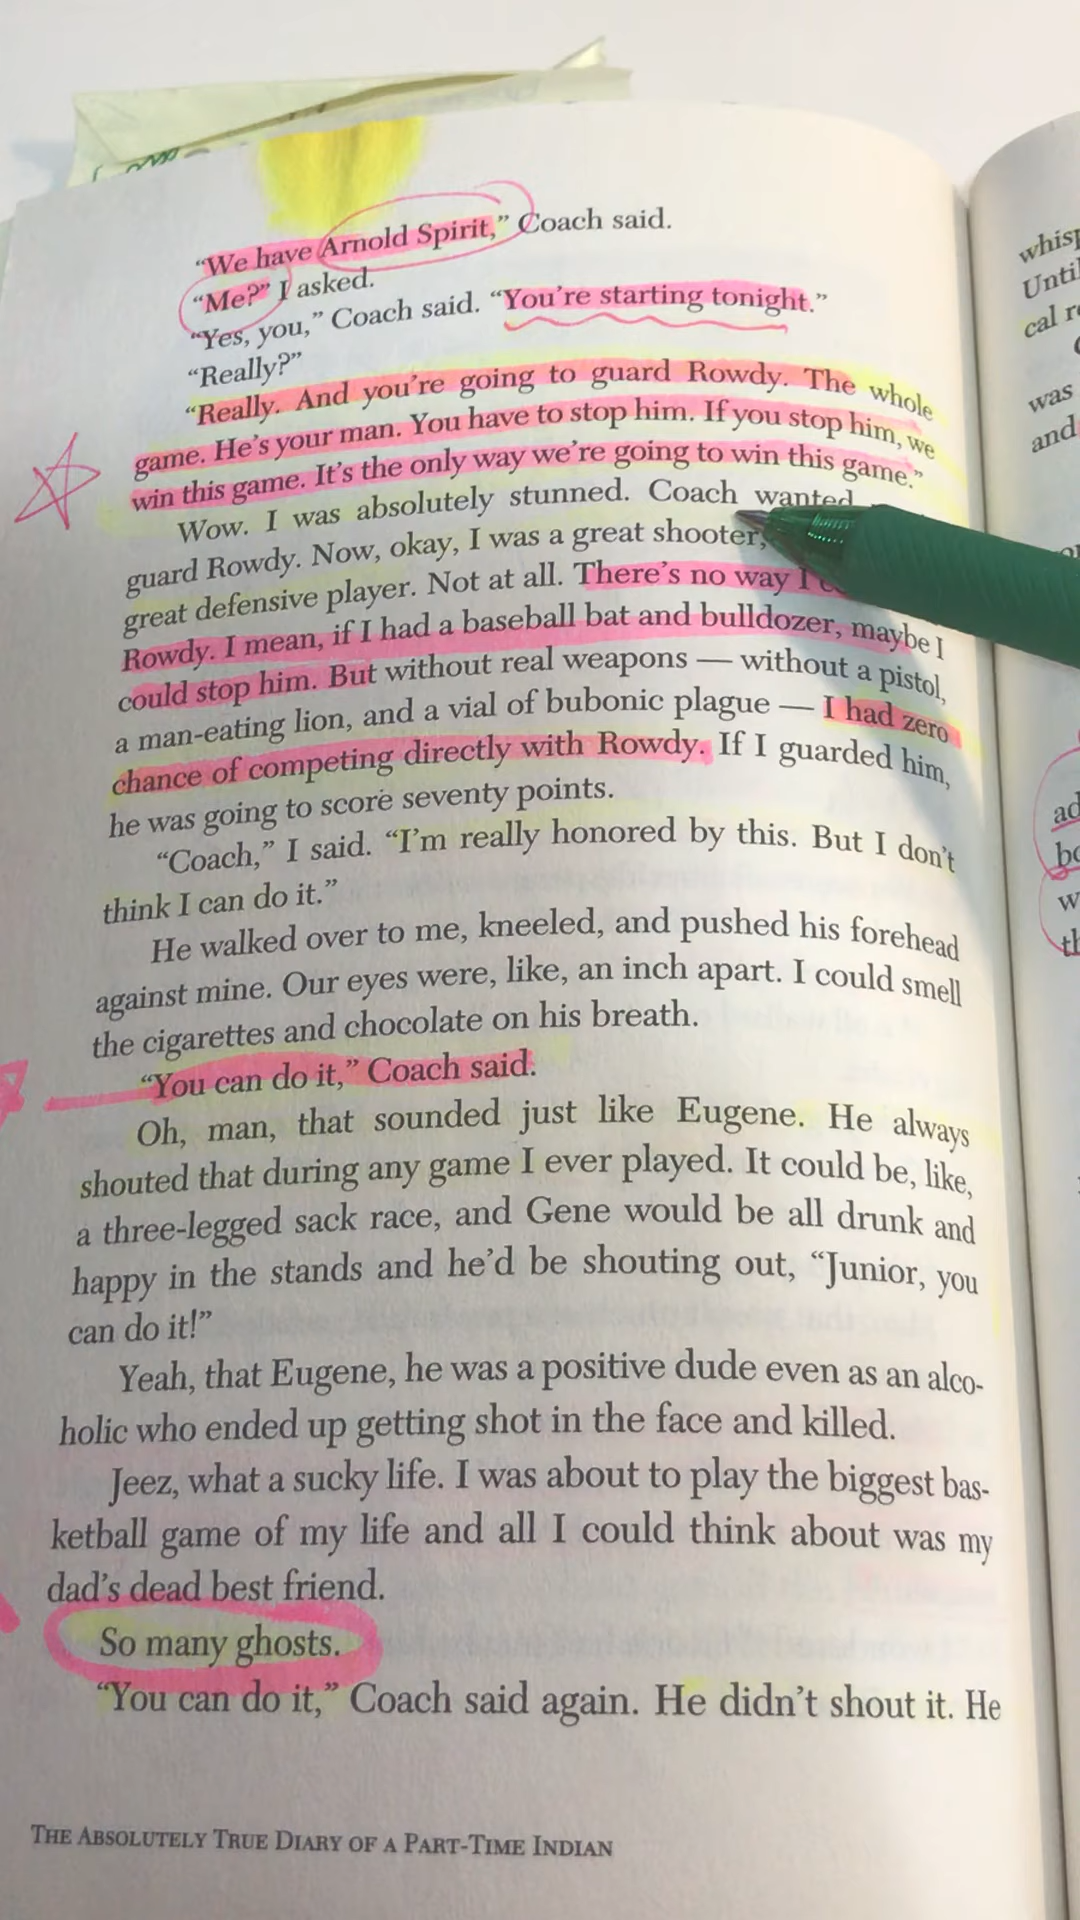 “We have Arnold Spirit,” Coach said.
“Me?” I asked.
“Yes, you,” Coach said. “You're starting tonight.”
“Really?”
“Really. And you're going to guard Rowdy. The whole
game. He's your man. You have to stop him. If you stop him, we
win this game. It's the only way we're going to win this game.”
Wow. I was absolutely stunned. Coach wanted
guard Rowdy. Now, okay, I was a great shooter,
great defensive player. Not at all. There's no way I
Rowdy. I mean, if I had a baseball bat and bulldozer, maybe I
could stop him. But without real weapons — without a pistol,
a man-eating lion, and a vial of bubonic plague — I had zero
chance of competing directly with Rowdy. If I guarded him,
he was going to score seventy points.
“Coach,” I said. “I'm really honored by this. But I don't
think I can do it.”
He walked over to me, kneeled, and pushed his forehead
against mine. Our eyes were, like, an inch apart. I could smell
the cigarettes and chocolate on his breath.
“You can do it,” Coach said.
Oh, man, that sounded just like Eugene. He always
shouted that during any game I ever played. It could be, like,
a three-legged sack race, and Gene would be all drunk and
happy in the stands and he'd be shouting out, “Junior, you
can do it!”
Yeah, that Eugene, he was a positive dude even as an alco-
holic who ended up getting shot in the face and killed.
Jeez, what a sucky life. I was about to play the biggest bas-
ketball game of my life and all I could think about was my
dad's dead best friend.
So many ghosts.
“You can do it,” Coach said again. He didn't shout it. He
THE ABSOLUTELY TRUE DIARY OF A PART-TIME INDIAN
was
and